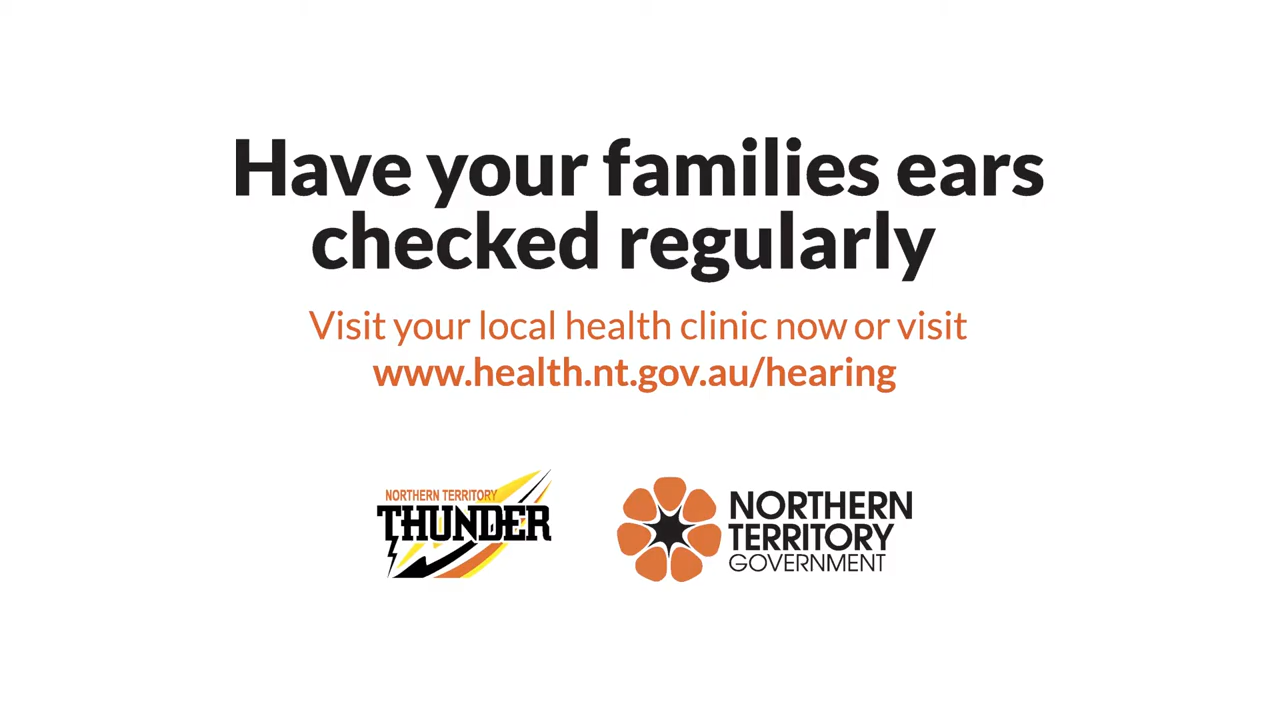 Have your families ears
checked regularly
Visit your local health clinic now or visit
www.health.nt.gov.au/hearing
NORTHERN TERRITORY
THUNDER
NORTHERN
TERRITORY
GOVERNMENT